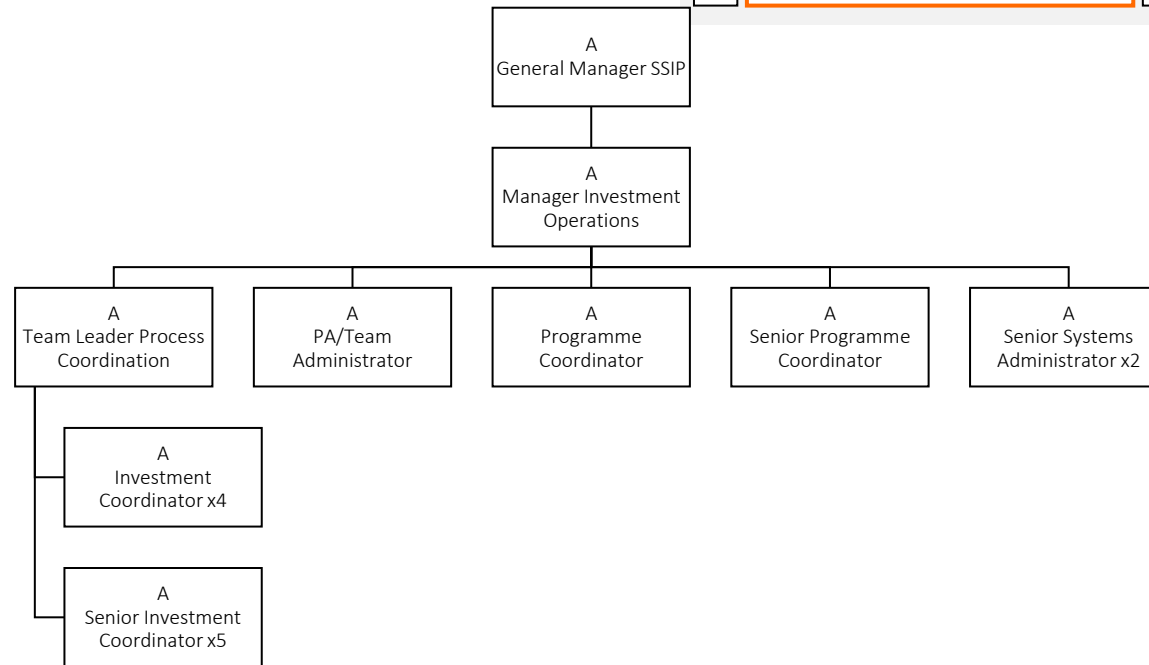 A
General Manager SSIP
A
Manager Investment
Operations
A
Team Leader Process
Coordination
A
PA/Team
Administrator
A
Programme
Coordinator
A
Senior Programme
Coordinator
A
Senior Systems
Administrator x2
A
Investment
Coordinator x4
A
Senior Investment
Coordinator x5